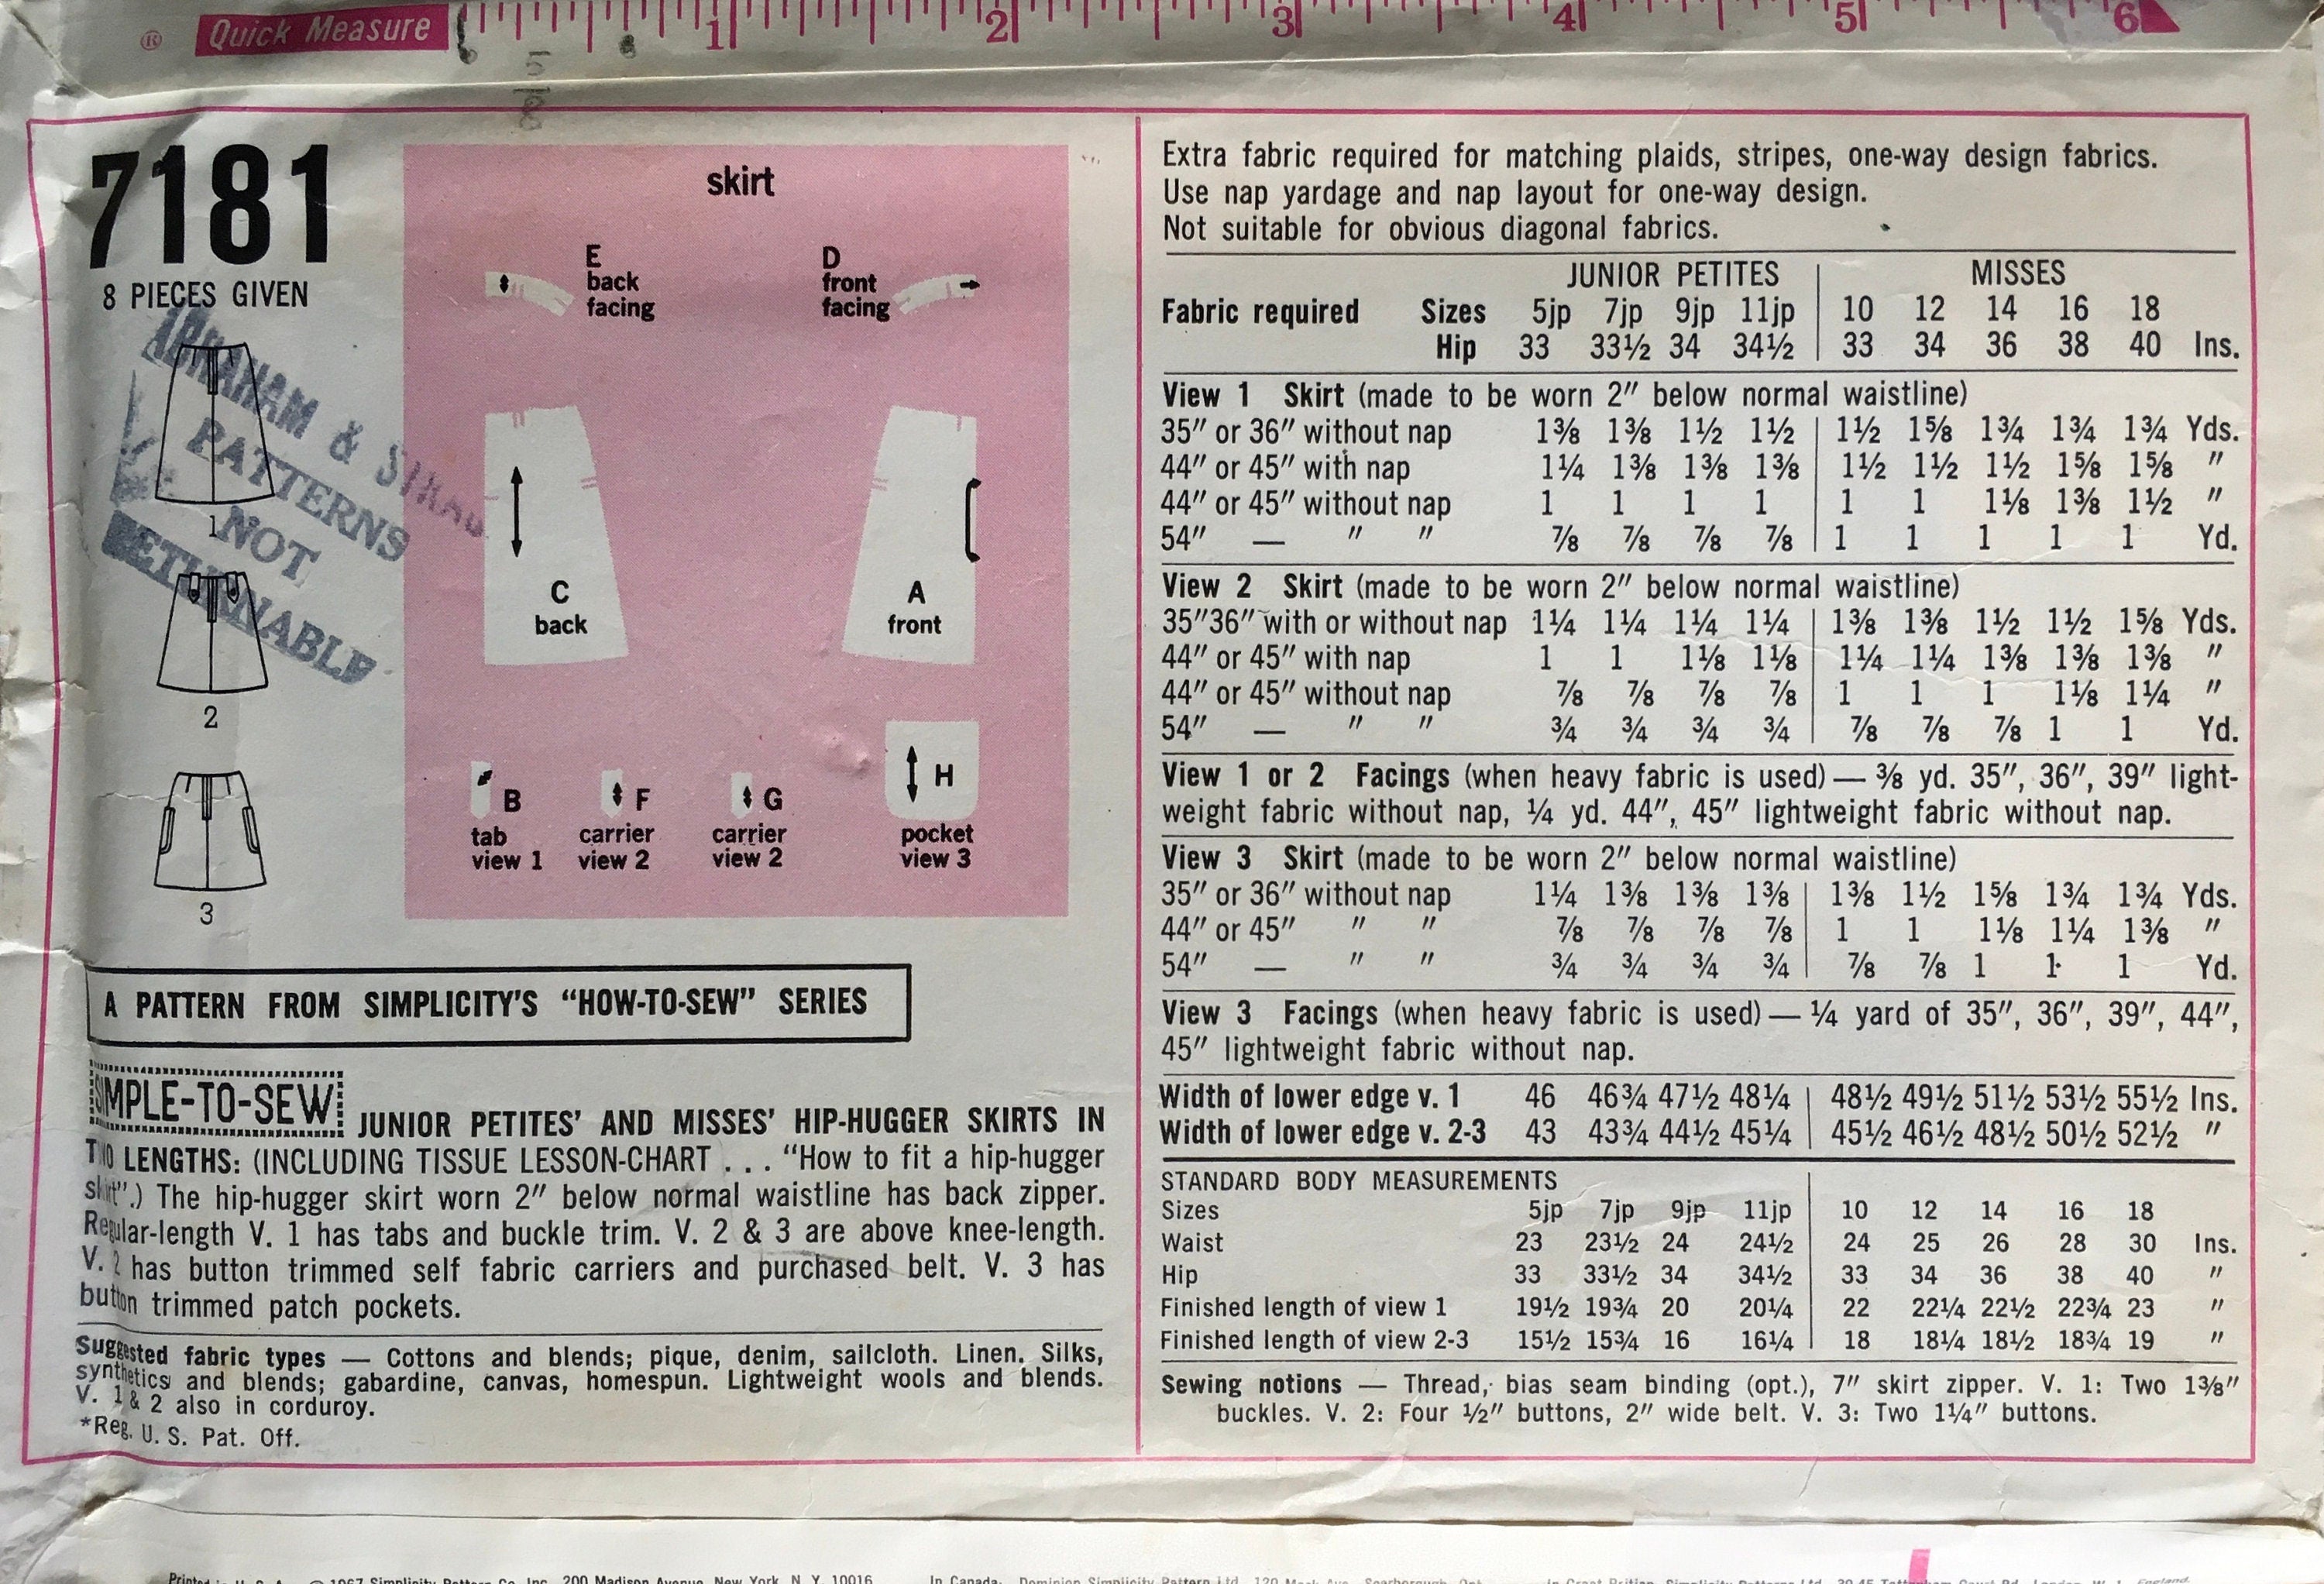 ® Quick Measure 1 2 3 4 5 6
5/8
7181
8 PIECES GIVEN
ABRAHAM & STRAU
PATTERNS
NOT
RETURNABLE
1
2
3
skirt
E
back
facing
D
front
facing
C
back
A
front
B
tab
view 1
F
carrier
view 2
G
carrier
view 2
H
pocket
view 3
A PATTERN FROM SIMPLICITY'S "HOW-TO-SEW" SERIES
SIMPLE-TO-SEW JUNIOR PETITES' AND MISSES' HIP-HUGGER SKIRTS IN
TWO LENGTHS: (INCLUDING TISSUE LESSON-CHART . . . "How to fit a hip-hugger
skirt".) The hip-hugger skirt worn 2" below normal waistline has back zipper.
Regular-length V. 1 has tabs and buckle trim. V. 2 & 3 are above knee-length.
V. 2 has button trimmed self fabric carriers and purchased belt. V. 3 has
button trimmed patch pockets.
Suggested fabric types — Cottons and blends; pique, denim, sailcloth. Linen. Silks,
synthetics and blends; gabardine, canvas, homespun. Lightweight wools and blends.
V. 1 & 2 also in corduroy.
*Reg. U. S. Pat. Off.
Extra fabric required for matching plaids, stripes, one-way design fabrics.
Use nap yardage and nap layout for one-way design.
Not suitable for obvious diagonal fabrics.
JUNIOR PETITES MISSES
Fabric required Sizes 5jp 7jp 9jp 11jp 10 12 14 16 18
Hip 33 33½ 34 34½ 33 34 36 38 40 Ins.
View 1 Skirt (made to be worn 2" below normal waistline)
35" or 36" without nap 1⅜ 1⅜ 1½ 1½ 1½ 1⅝ 1¾ 1¾ 1¾ Yds.
44" or 45" with nap 1¼ 1⅜ 1⅜ 1⅜ 1½ 1½ 1½ 1⅝ 1⅝ "
44" or 45" without nap 1 1 1 1 1 1 1⅛ 1⅜ 1½ "
54" — " " ⅞ ⅞ ⅞ ⅞ 1 1 1 1 1 Yd.
View 2 Skirt (made to be worn 2" below normal waistline)
35"36" with or without nap 1¼ 1¼ 1¼ 1¼ 1⅜ 1⅜ 1½ 1½ 1⅝ Yds.
44" or 45" with nap 1 1 1⅛ 1⅛ 1¼ 1¼ 1⅜ 1⅜ 1⅜ "
44" or 45" without nap ⅞ ⅞ ⅞ ⅞ 1 1 1 1⅛ 1¼ "
54" — " " ¾ ¾ ¾ ¾ ⅞ ⅞ ⅞ 1 1 Yd.
View 1 or 2 Facings (when heavy fabric is used) — ⅜ yd. 35", 36", 39" light-
weight fabric without nap, ¼ yd. 44", 45" lightweight fabric without nap.
View 3 Skirt (made to be worn 2" below normal waistline)
35" or 36" without nap 1¼ 1⅜ 1⅜ 1⅜ 1⅜ 1½ 1⅝ 1¾ 1¾ Yds.
44" or 45" " " ⅞ ⅞ ⅞ ⅞ 1 1 1⅛ 1¼ 1⅜ "
54" — " " ¾ ¾ ¾ ¾ ⅞ ⅞ 1 1 1 Yd.
View 3 Facings (when heavy fabric is used) — ¼ yard of 35", 36", 39", 44",
45" lightweight fabric without nap.
Width of lower edge v. 1 46 46¾ 47½ 48¼ 48½ 49½ 51½ 53½ 55½ Ins.
Width of lower edge v. 2-3 43 43¾ 44½ 45¼ 45½ 46½ 48½ 50½ 52½ "
STANDARD BODY MEASUREMENTS
Sizes 5jp 7jp 9jp 11jp 10 12 14 16 18
Waist 23 23½ 24 24½ 24 25 26 28 30 Ins.
Hip 33 33½ 34 34½ 33 34 36 38 40 "
Finished length of view 1 19½ 19¾ 20 20¼ 22 22¼ 22½ 22¾ 23 "
Finished length of view 2-3 15½ 15¾ 16 16¼ 18 18¼ 18½ 18¾ 19 "
Sewing notions — Thread, bias seam binding (opt.), 7" skirt zipper. V. 1: Two 1⅜"
buckles. V. 2: Four ½" buttons, 2" wide belt. V. 3: Two 1¼" buttons.
Printed in U. S. A. © 1967 Simplicity Pattern Co. Inc. 200 Madison Avenue, New York, N. Y. 10016 In Canada: Dominion Simplicity Pattern Ltd. 120 In Great Britian, Simplicity Patterns Ltd. England.